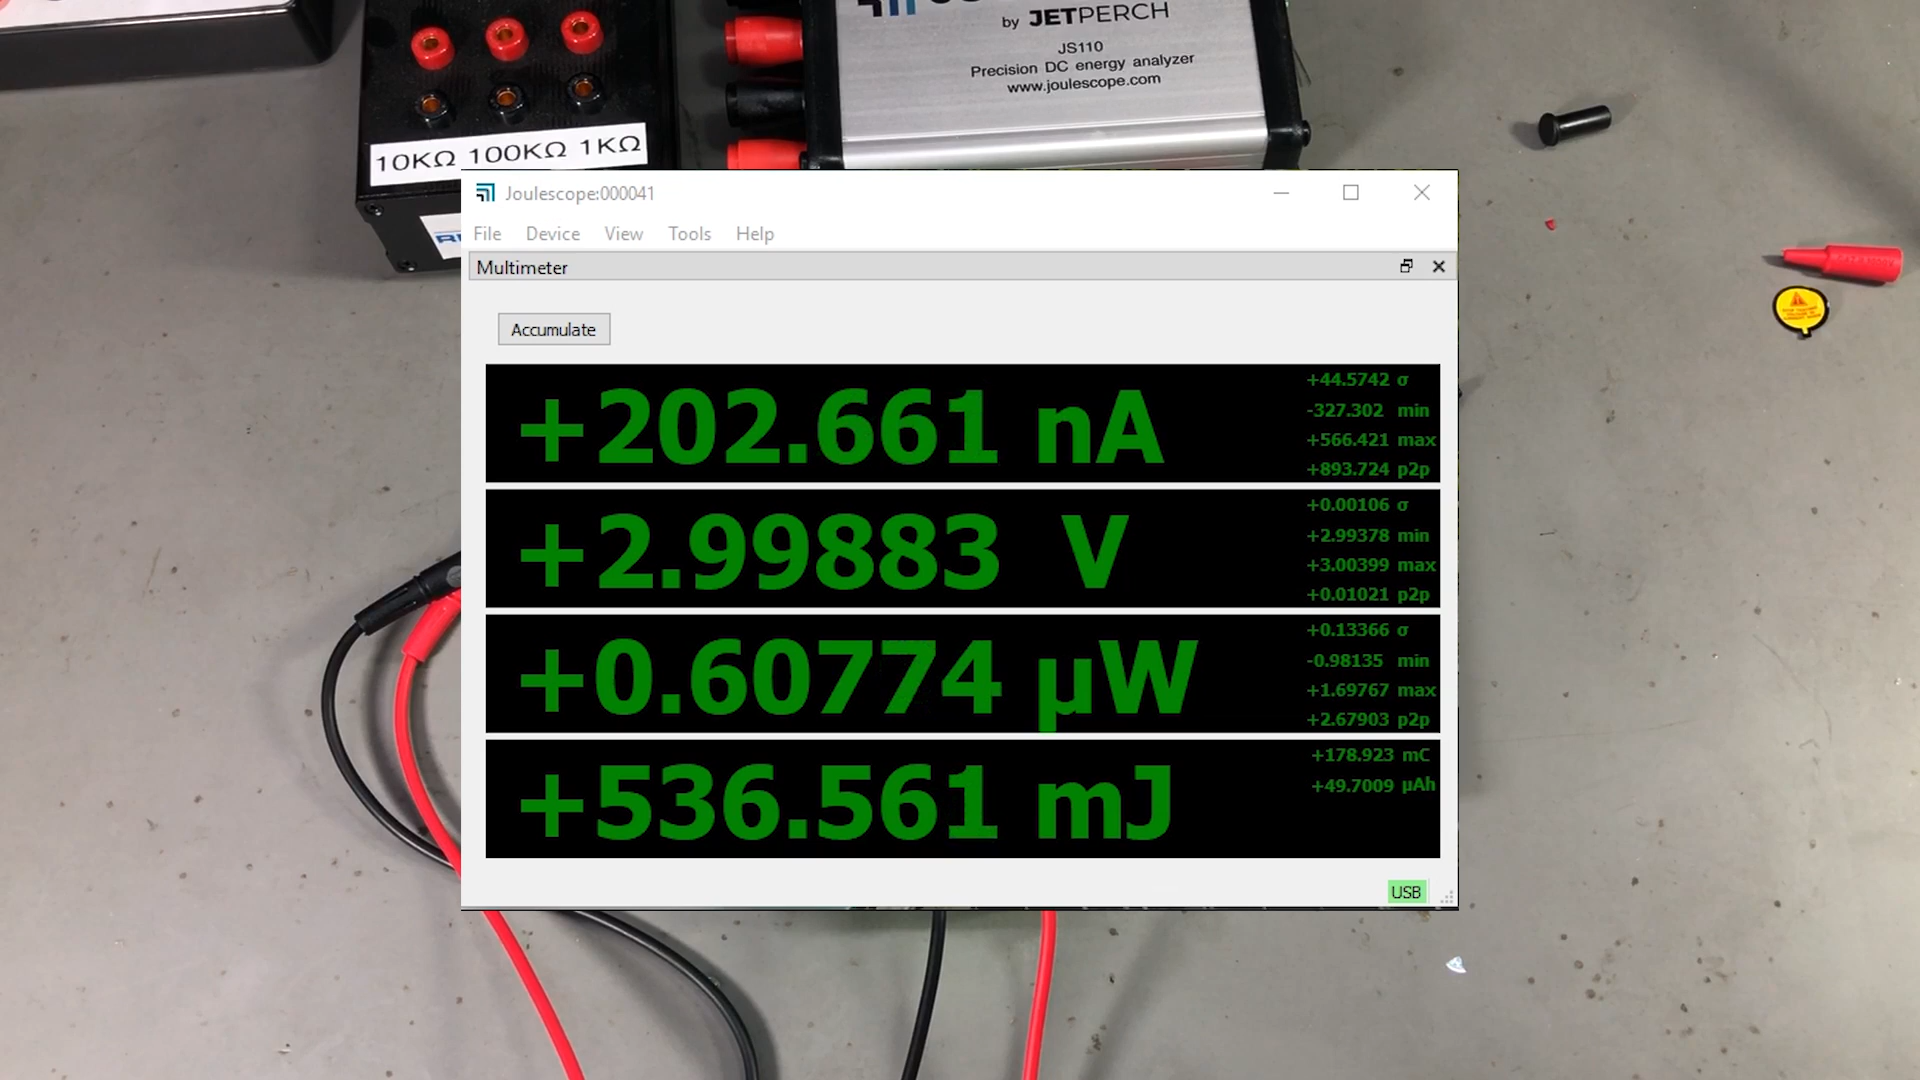 by JETPERCH
JS110
Precision DC energy analyzer
www.joulescope.com
10KΩ 100KΩ 1KΩ
Joulescope:000041
File Device View Tools Help
Multimeter
Accumulate
+202.661 nA
+44.5742 σ
-327.302 min
+566.421 max
+893.724 p2p
+2.99883 V
+0.00106 σ
+2.99378 min
+3.00399 max
+0.01021 p2p
+0.60774 µW
+0.13366 σ
-0.98135 min
+1.69767 max
+2.67903 p2p
+536.561 mJ
+178.923 mC
+49.7009 µAh
USB